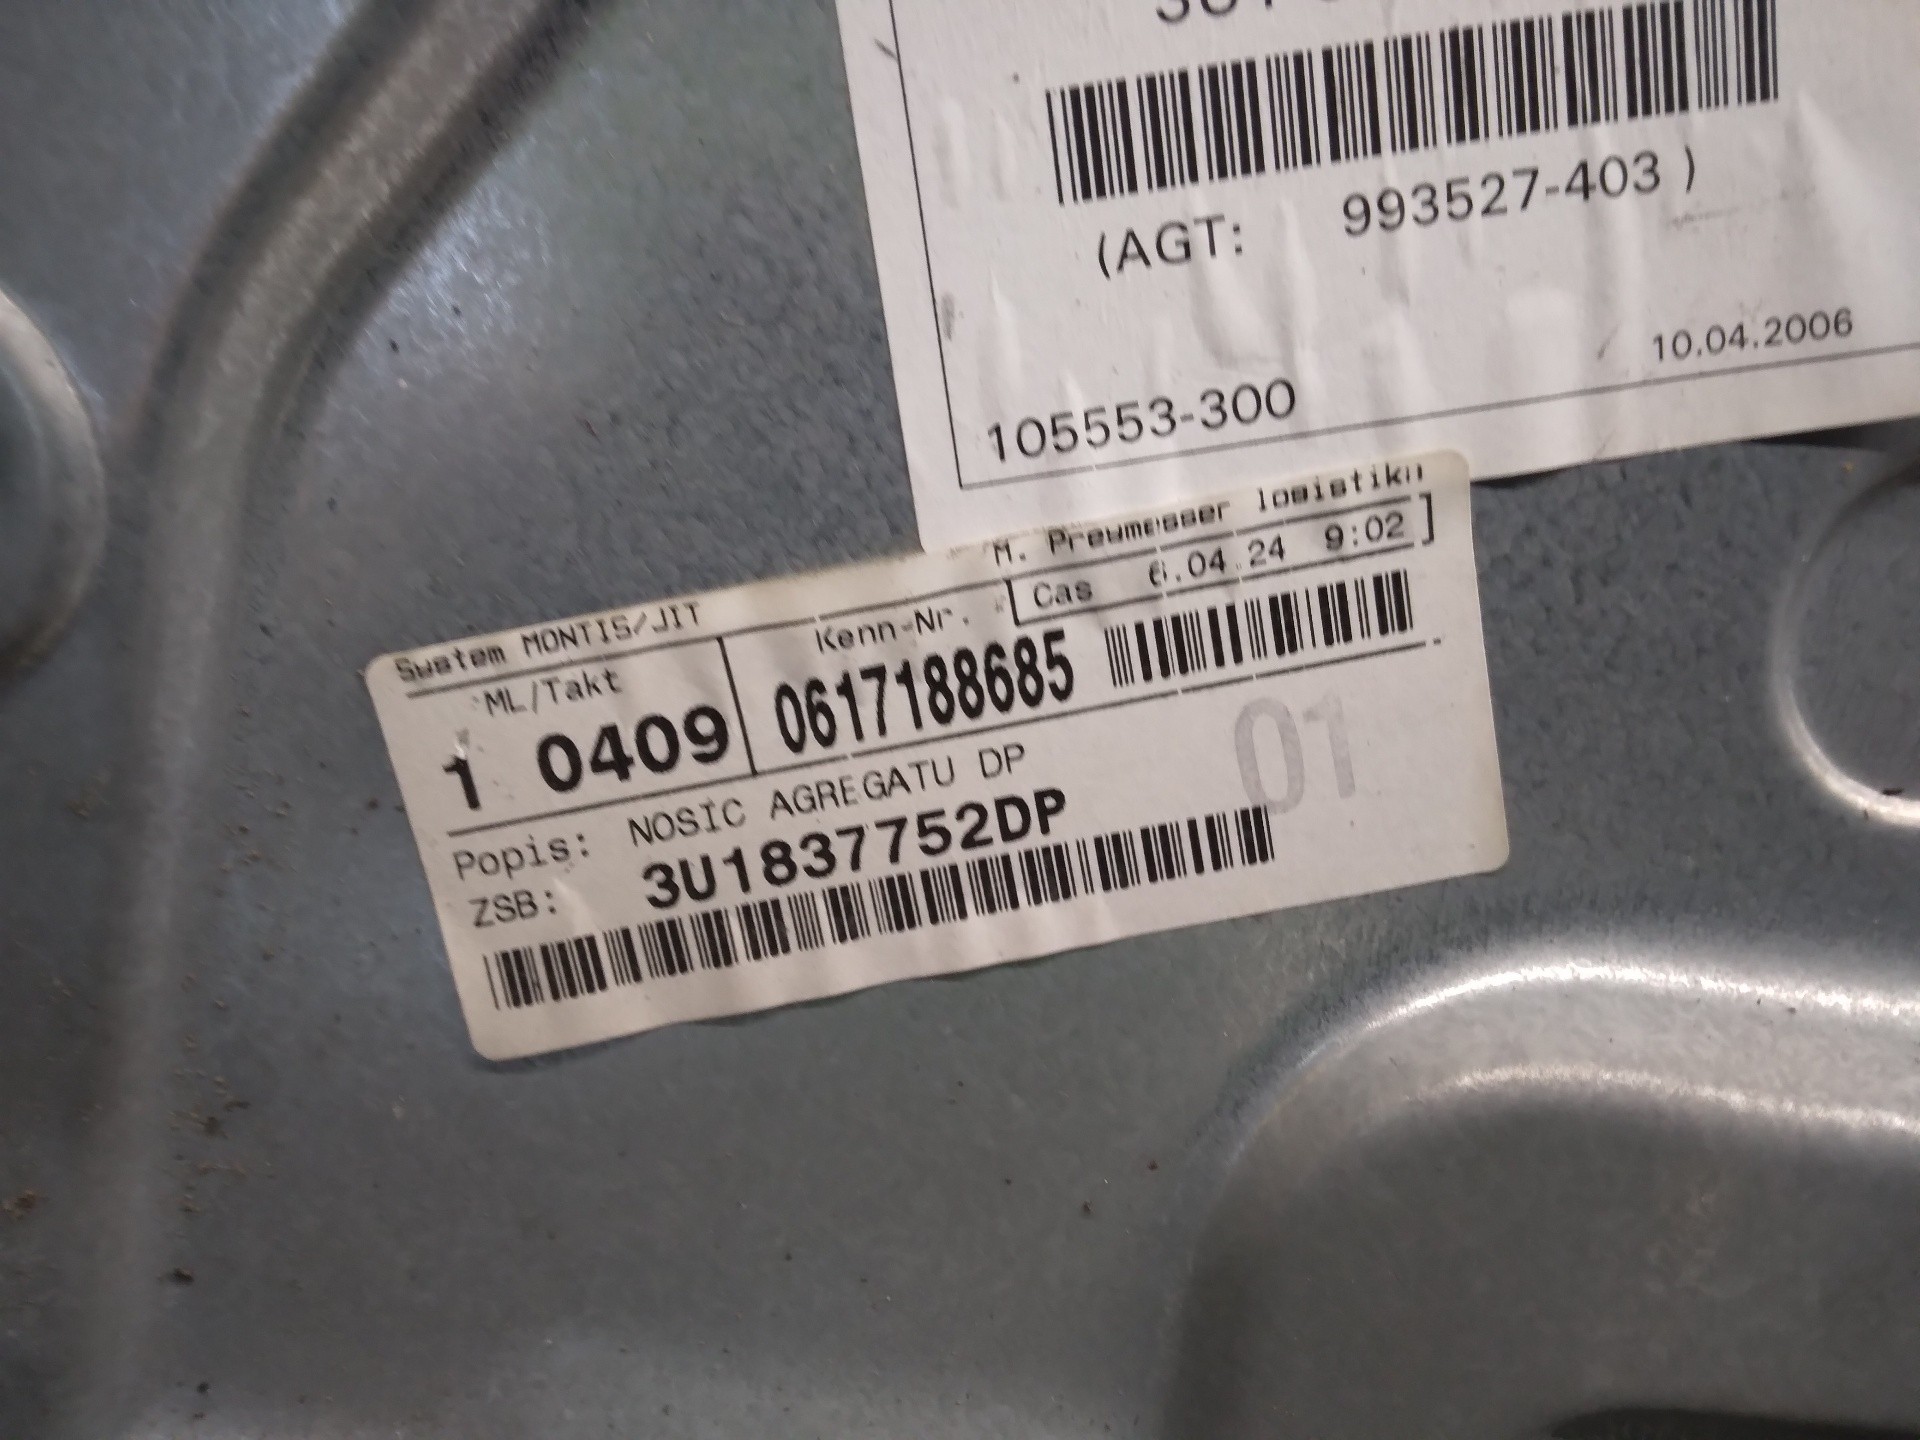 (AGT: 993527-403 )
10.04.2006
105553-300
System MONTIS/JIT M. Preumesser logistiku
ML/Takt Kenn-Nr. Cas 6.04.24 9:02 ]
1 0409 0617188685
01
Popis: NOSIC AGREGATU DP
ZSB: 3U1837752DP